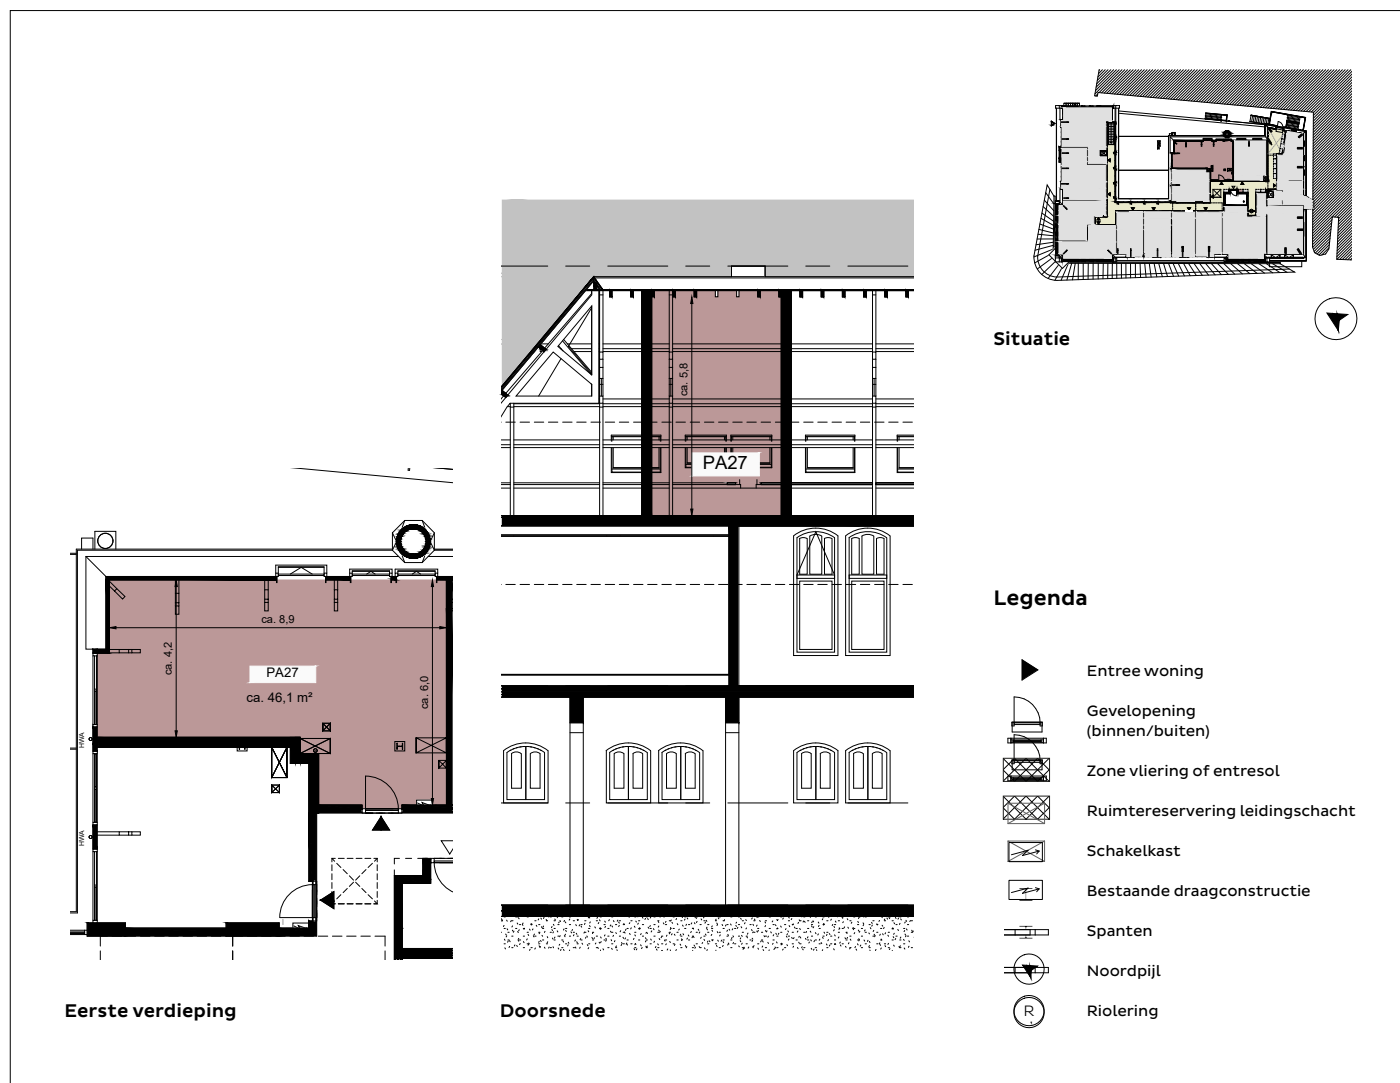 Situatie
ca. 5,8
PA27
ca. 8,9
ca. 4,2
PA27
ca. 46,1 m²
ca. 6,0
HWA
HWA
Eerste verdieping
Doorsnede
Legenda
Entree woning
Gevelopening
(binnen/buiten)
Zone vliering of entresol
Ruimtereservering leidingschacht
Schakelkast
Bestaande draagconstructie
Spanten
Noordpijl
R
Riolering